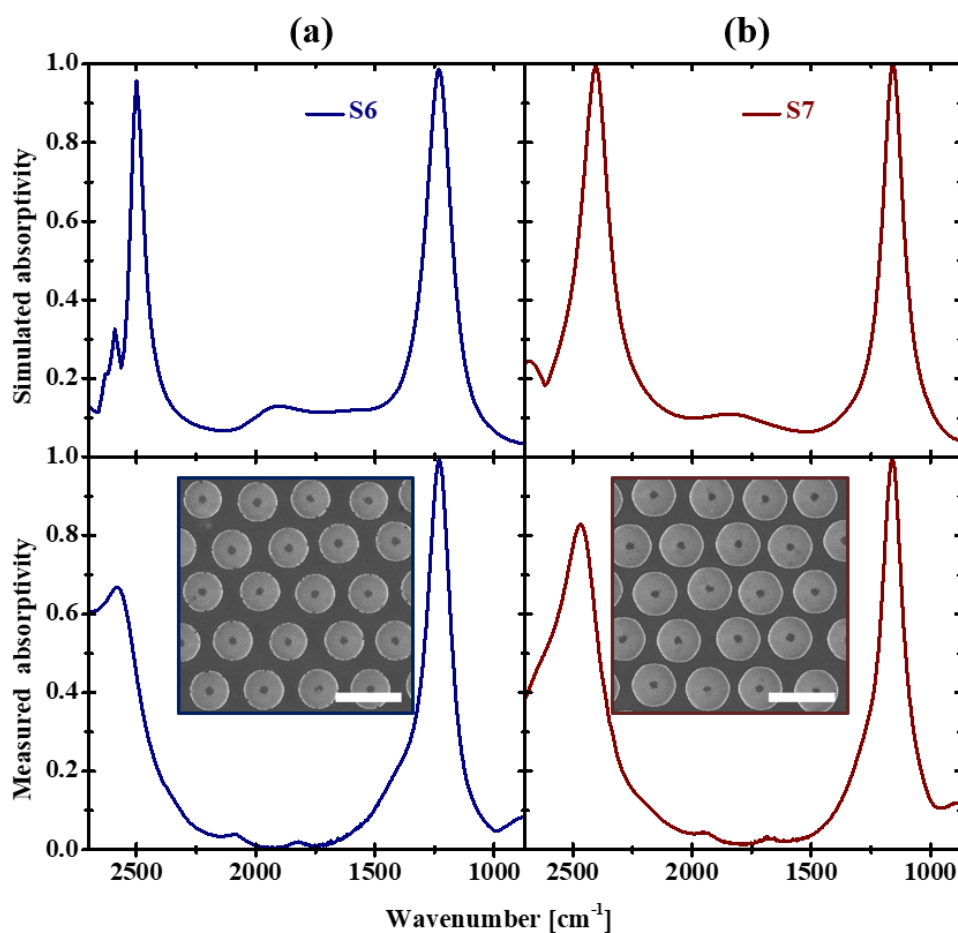 (a) (b)
S6
S7
Simulated absorptivity
1.0
0.8
0.6
0.4
0.2
Measured absorptivity
1.0
0.8
0.6
0.4
0.2
0.0
2500 2000 1500 1000 2500 2000 1500 1000
Wavenumber [cm⁻¹]